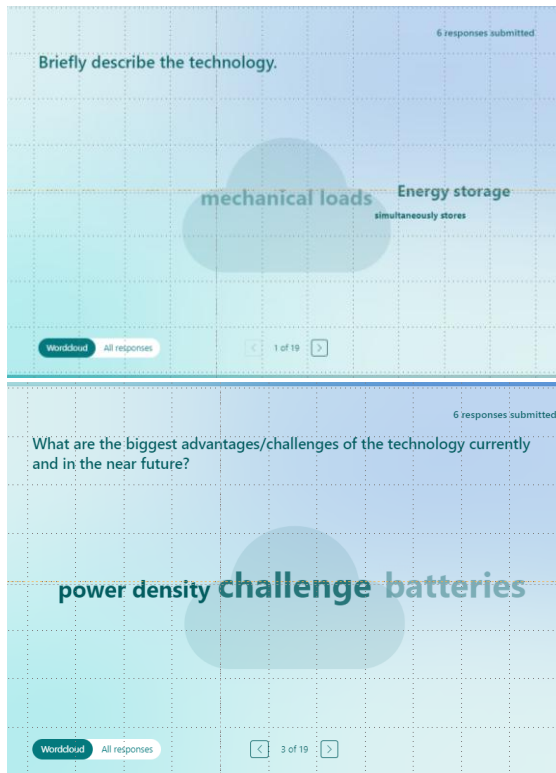 6 responses submitted
Briefly describe the technology.
mechanical loads
Energy storage
simultaneously stores
Wordcloud
All responses
<
1 of 19
>
6 responses submitted
What are the biggest advantages/challenges of the technology currently
and in the near future?
power density challenge batteries
Wordcloud
All responses
<
3 of 19
>